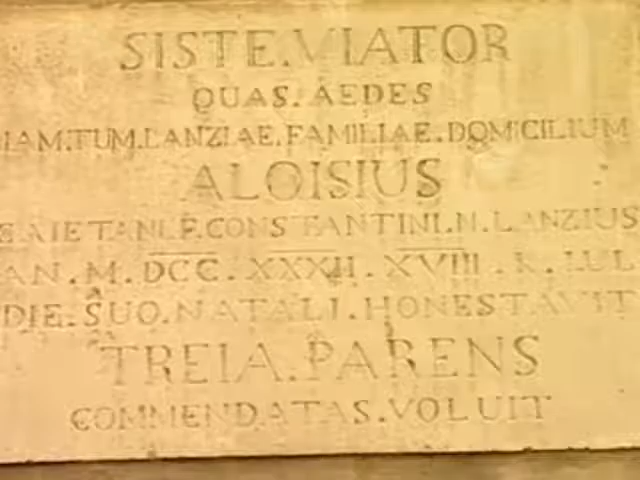 SISTE.VIATOR
QUAS.AEDES
IAM.TUM.LANZIAE.FAMILIAE.DOMICILIUM
ALOISIUS
GAIETANI.F.CONSTANTINI.N.LANZIUS
AN.M.DCC.XXXII.XVIII.K.IUL
DIE.SUO.NATALI.HONESTAVIT
TREIA.PARENS
COMMENDATAS.VOLUIT